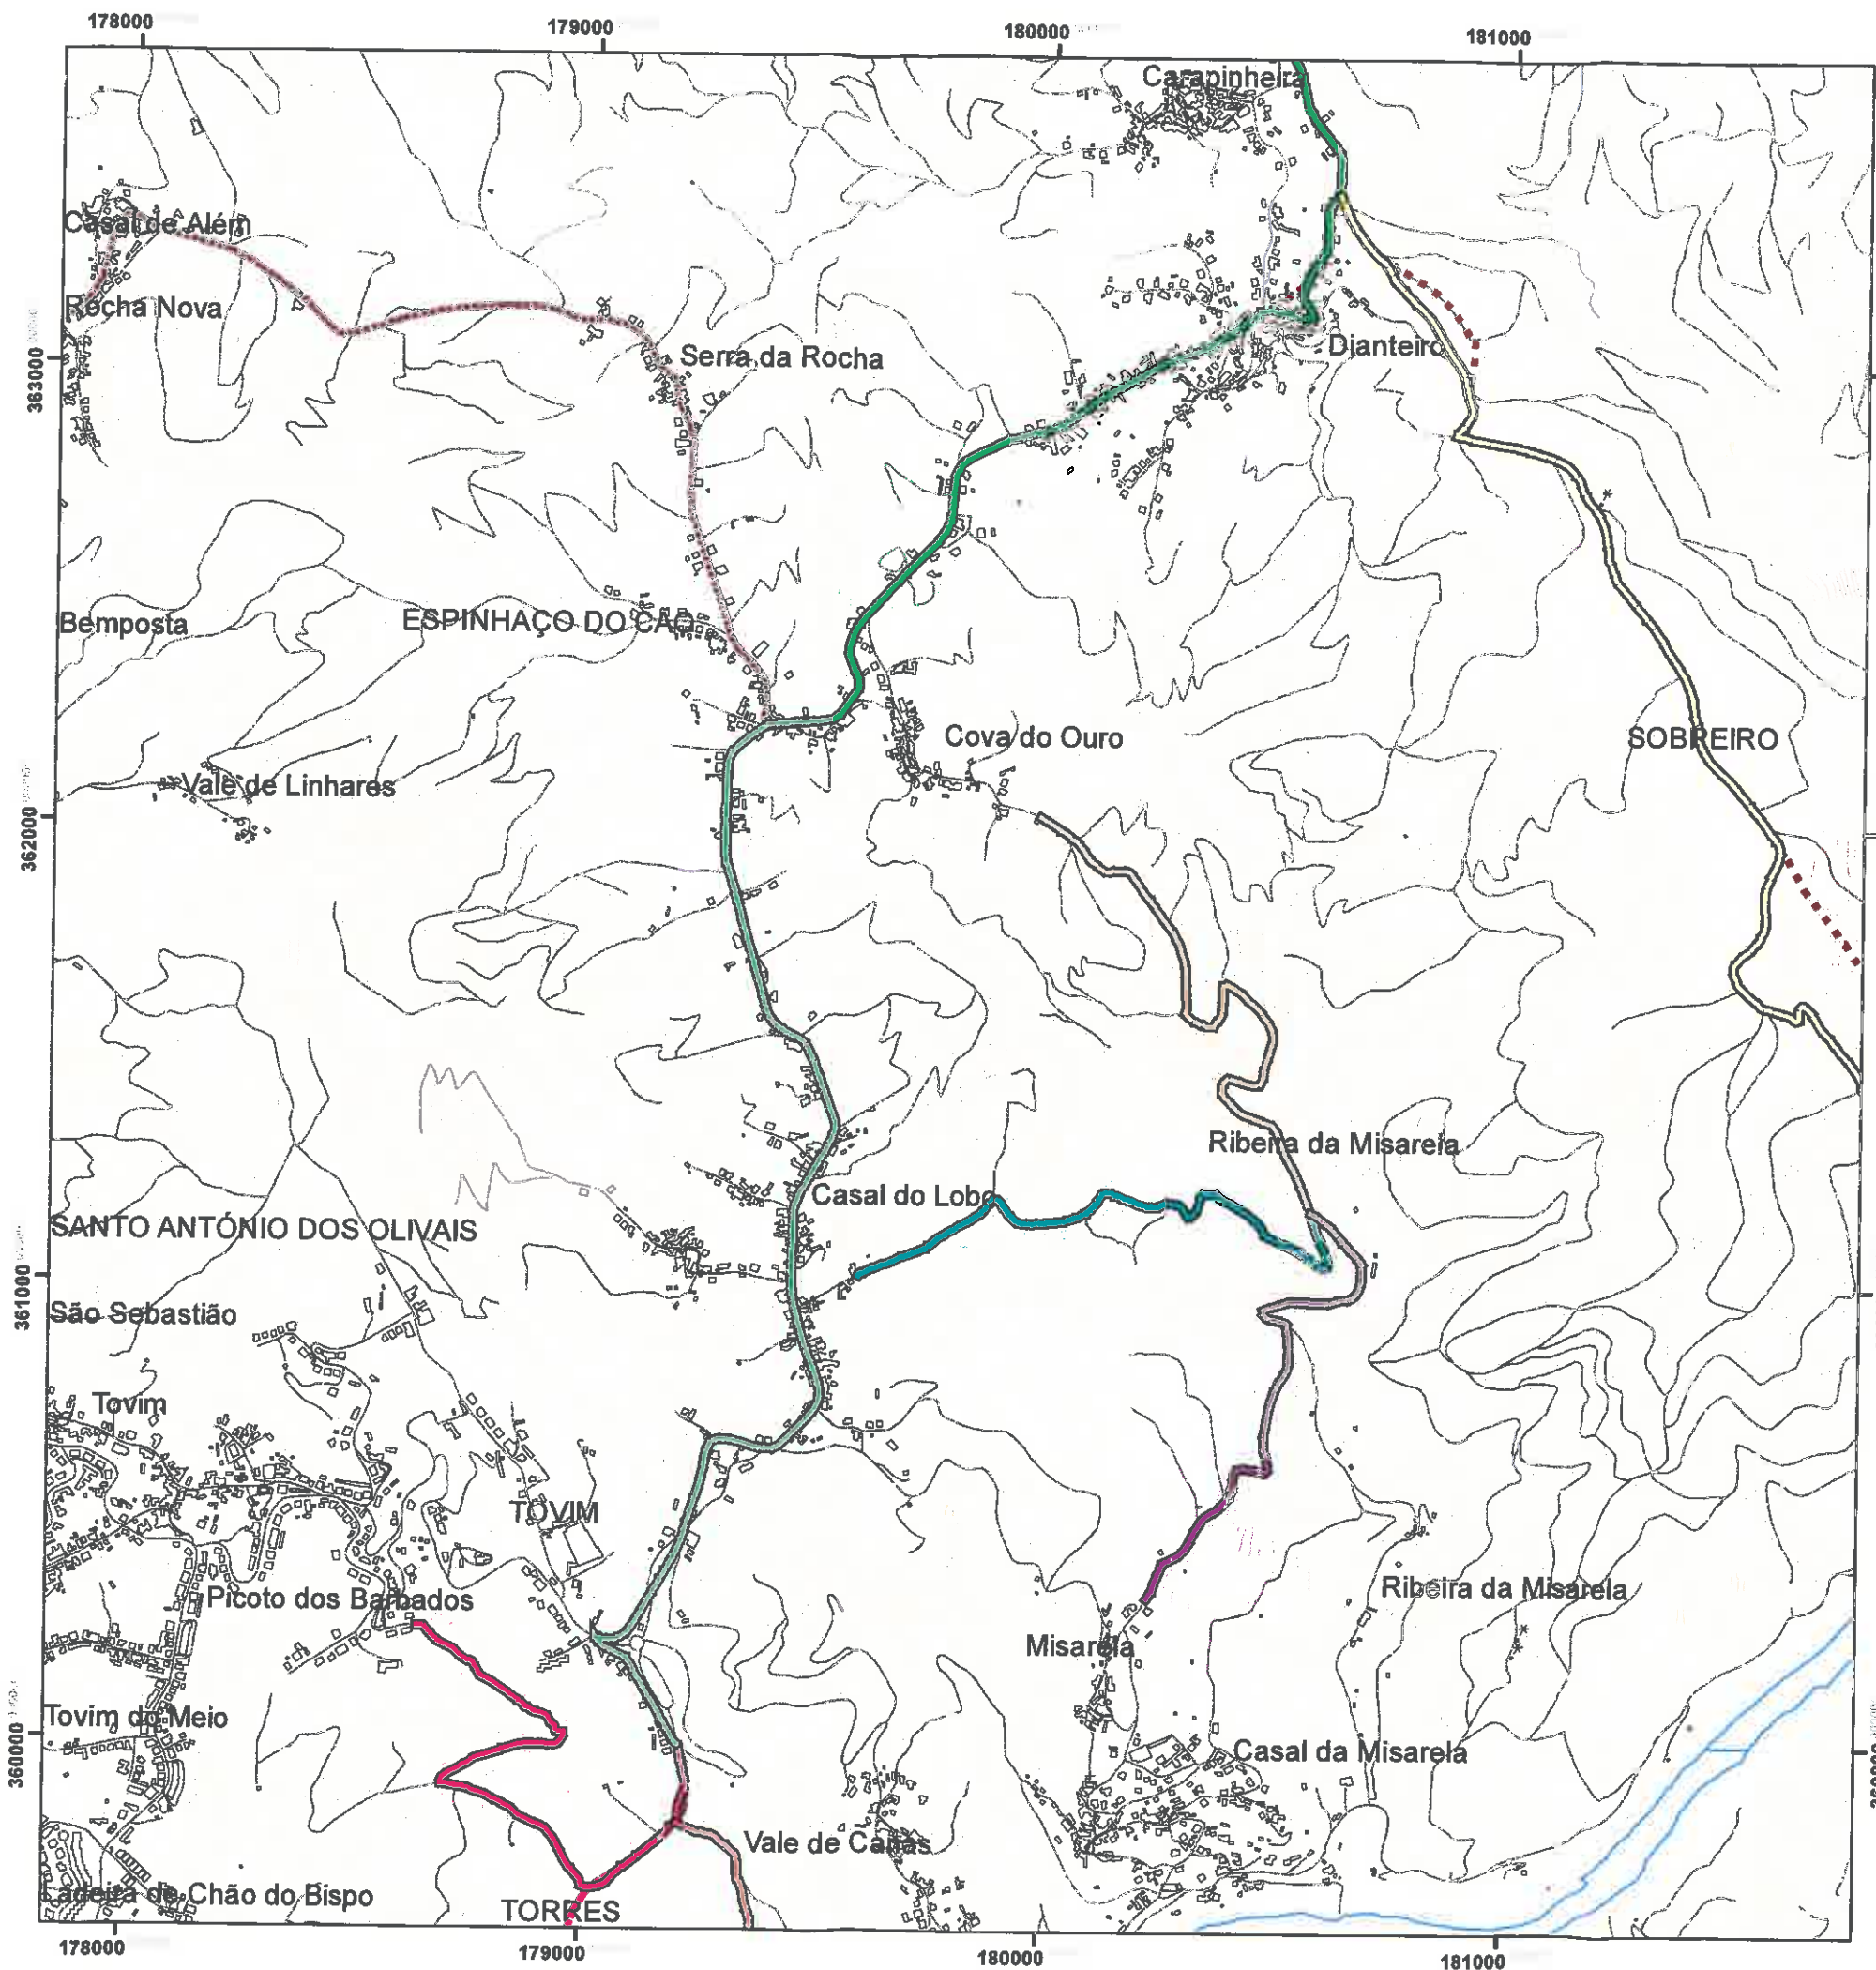 178000
179000
180000
181000
Carapinheira
Casal de Além
Rocha Nova
Dianteiro
Serra da Rocha
363000
Bemposta
ESPINHAÇO DO CÃO
Cova do Ouro
SOBREIRO
Vale de Linhares
362000
Ribeira da Misarela
Casal do Lobo
SANTO ANTÓNIO DOS OLIVAIS
361000
São Sebastião
Tovim
TOVIM
Ribeira da Misarela
Picoto dos Barbados
Misarela
Tovim do Meio
360000
Casal da Misarela
Vale de Canas
Ladeira de Chão do Bispo
TORRES
178000
179000
180000
181000